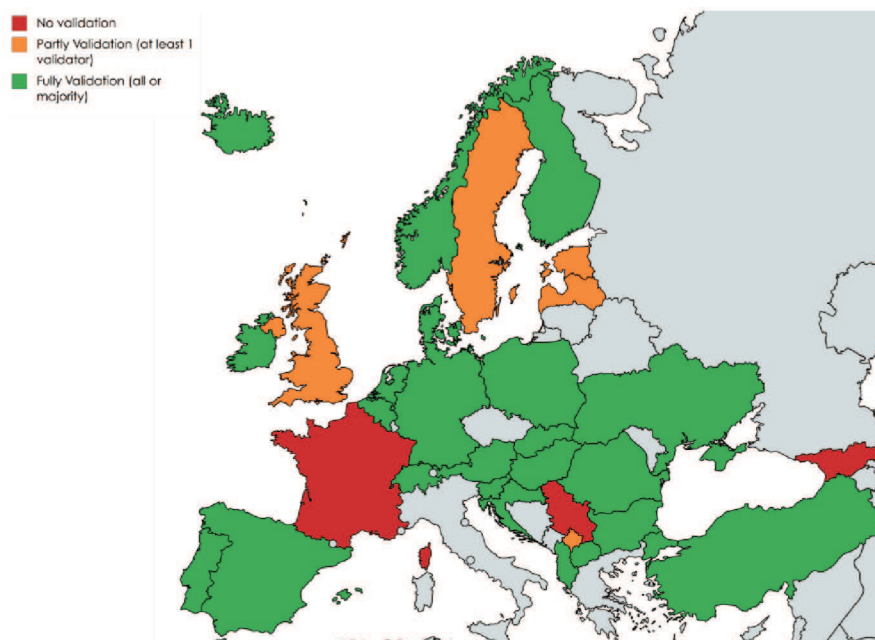 No validation
Partly Validation (at least 1
validator)
Fully Validation (all or
majority)